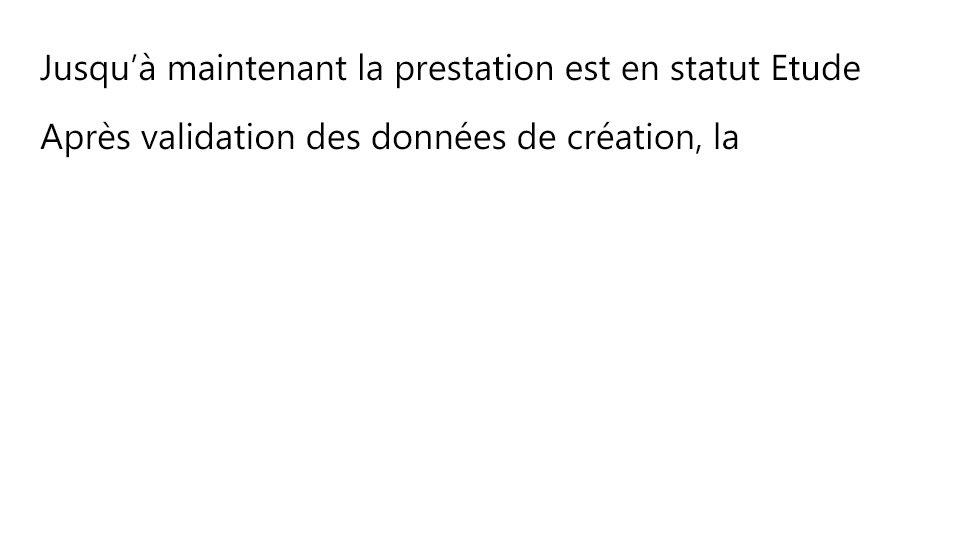 Jusqu’à maintenant la prestation est en statut Etude
Après validation des données de création, la